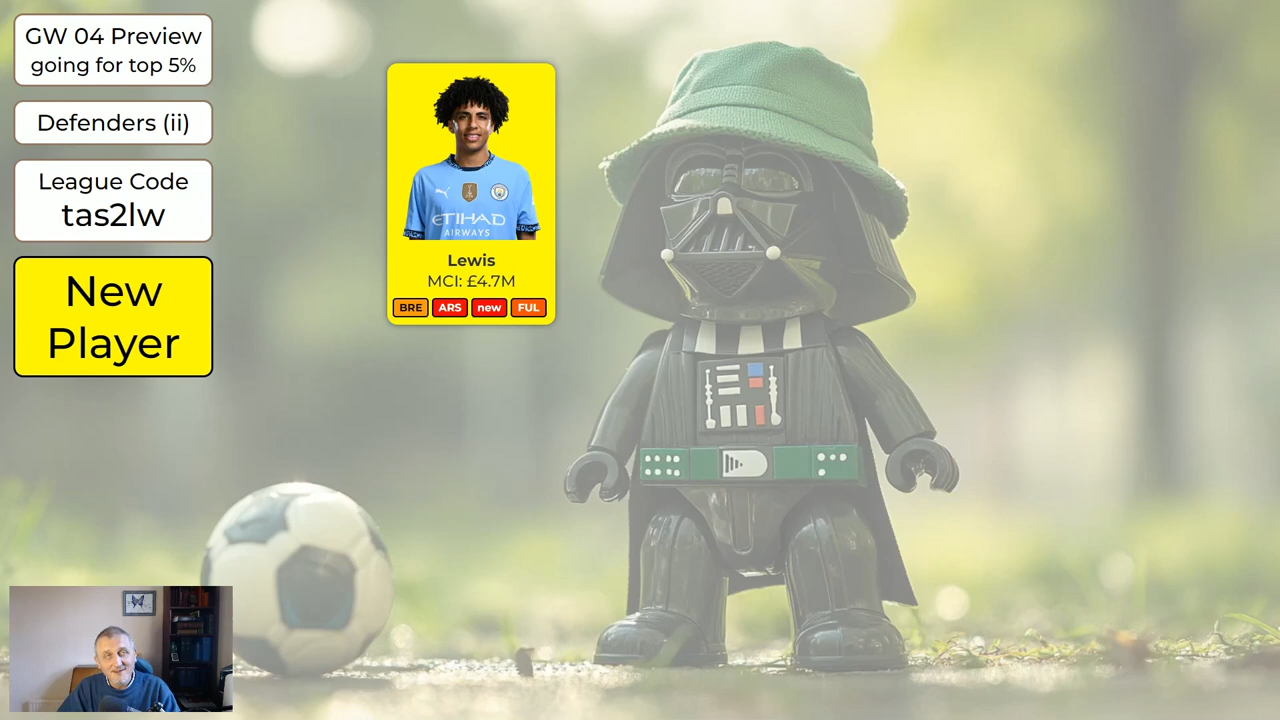 GW 04 Preview
going for top 5%
Defenders (ii)
League Code
tas2lw
New
Player
ETIHAD
AIRWAYS
Lewis
MCI: £4.7M
BRE ARS new FUL